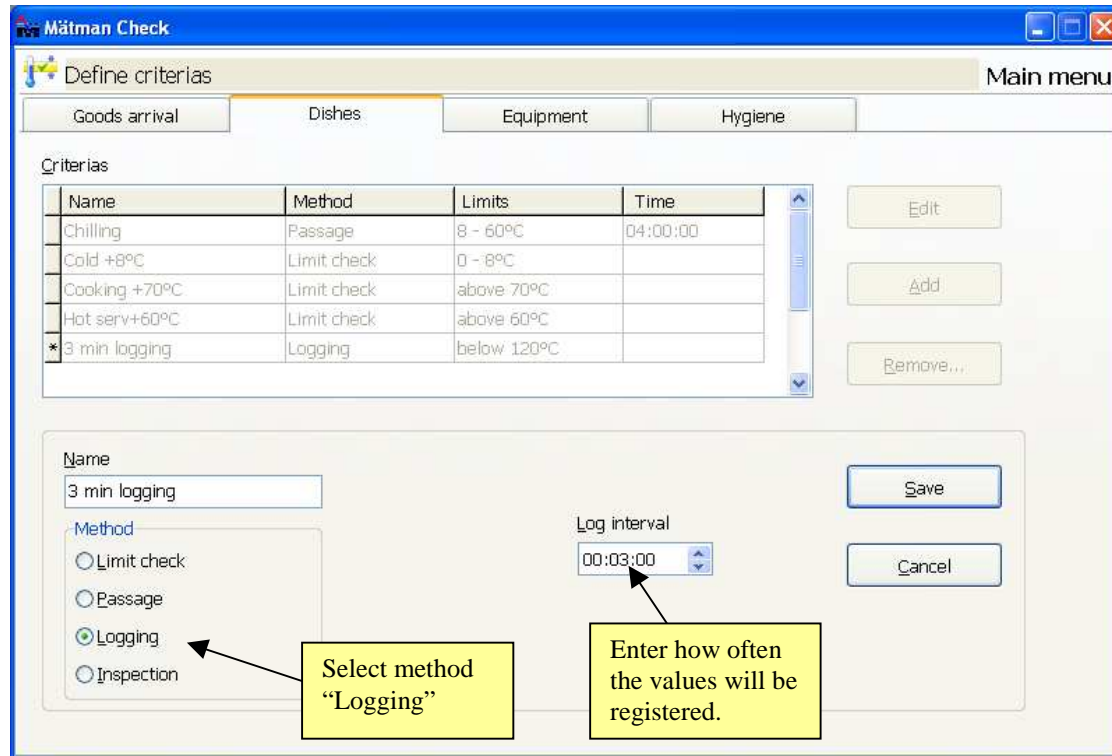 Mätman Check
Define criterias
Main menu
Goods arrival Dishes Equipment Hygiene
Criterias
Name Method Limits Time
Chilling Passage 8 - 60ºC 04:00:00
Cold +8ºC Limit check 0 - 8ºC
Cooking +70ºC Limit check above 70ºC
Hot serv+60ºC Limit check above 60ºC
* 3 min logging Logging below 120ºC
Edit
Add
Remove...
Name
3 min logging
Method
Limit check
Passage
Logging
Inspection
Log interval
00:03:00
Save
Cancel
Select method
“Logging”
Enter how often
the values will be
registered.